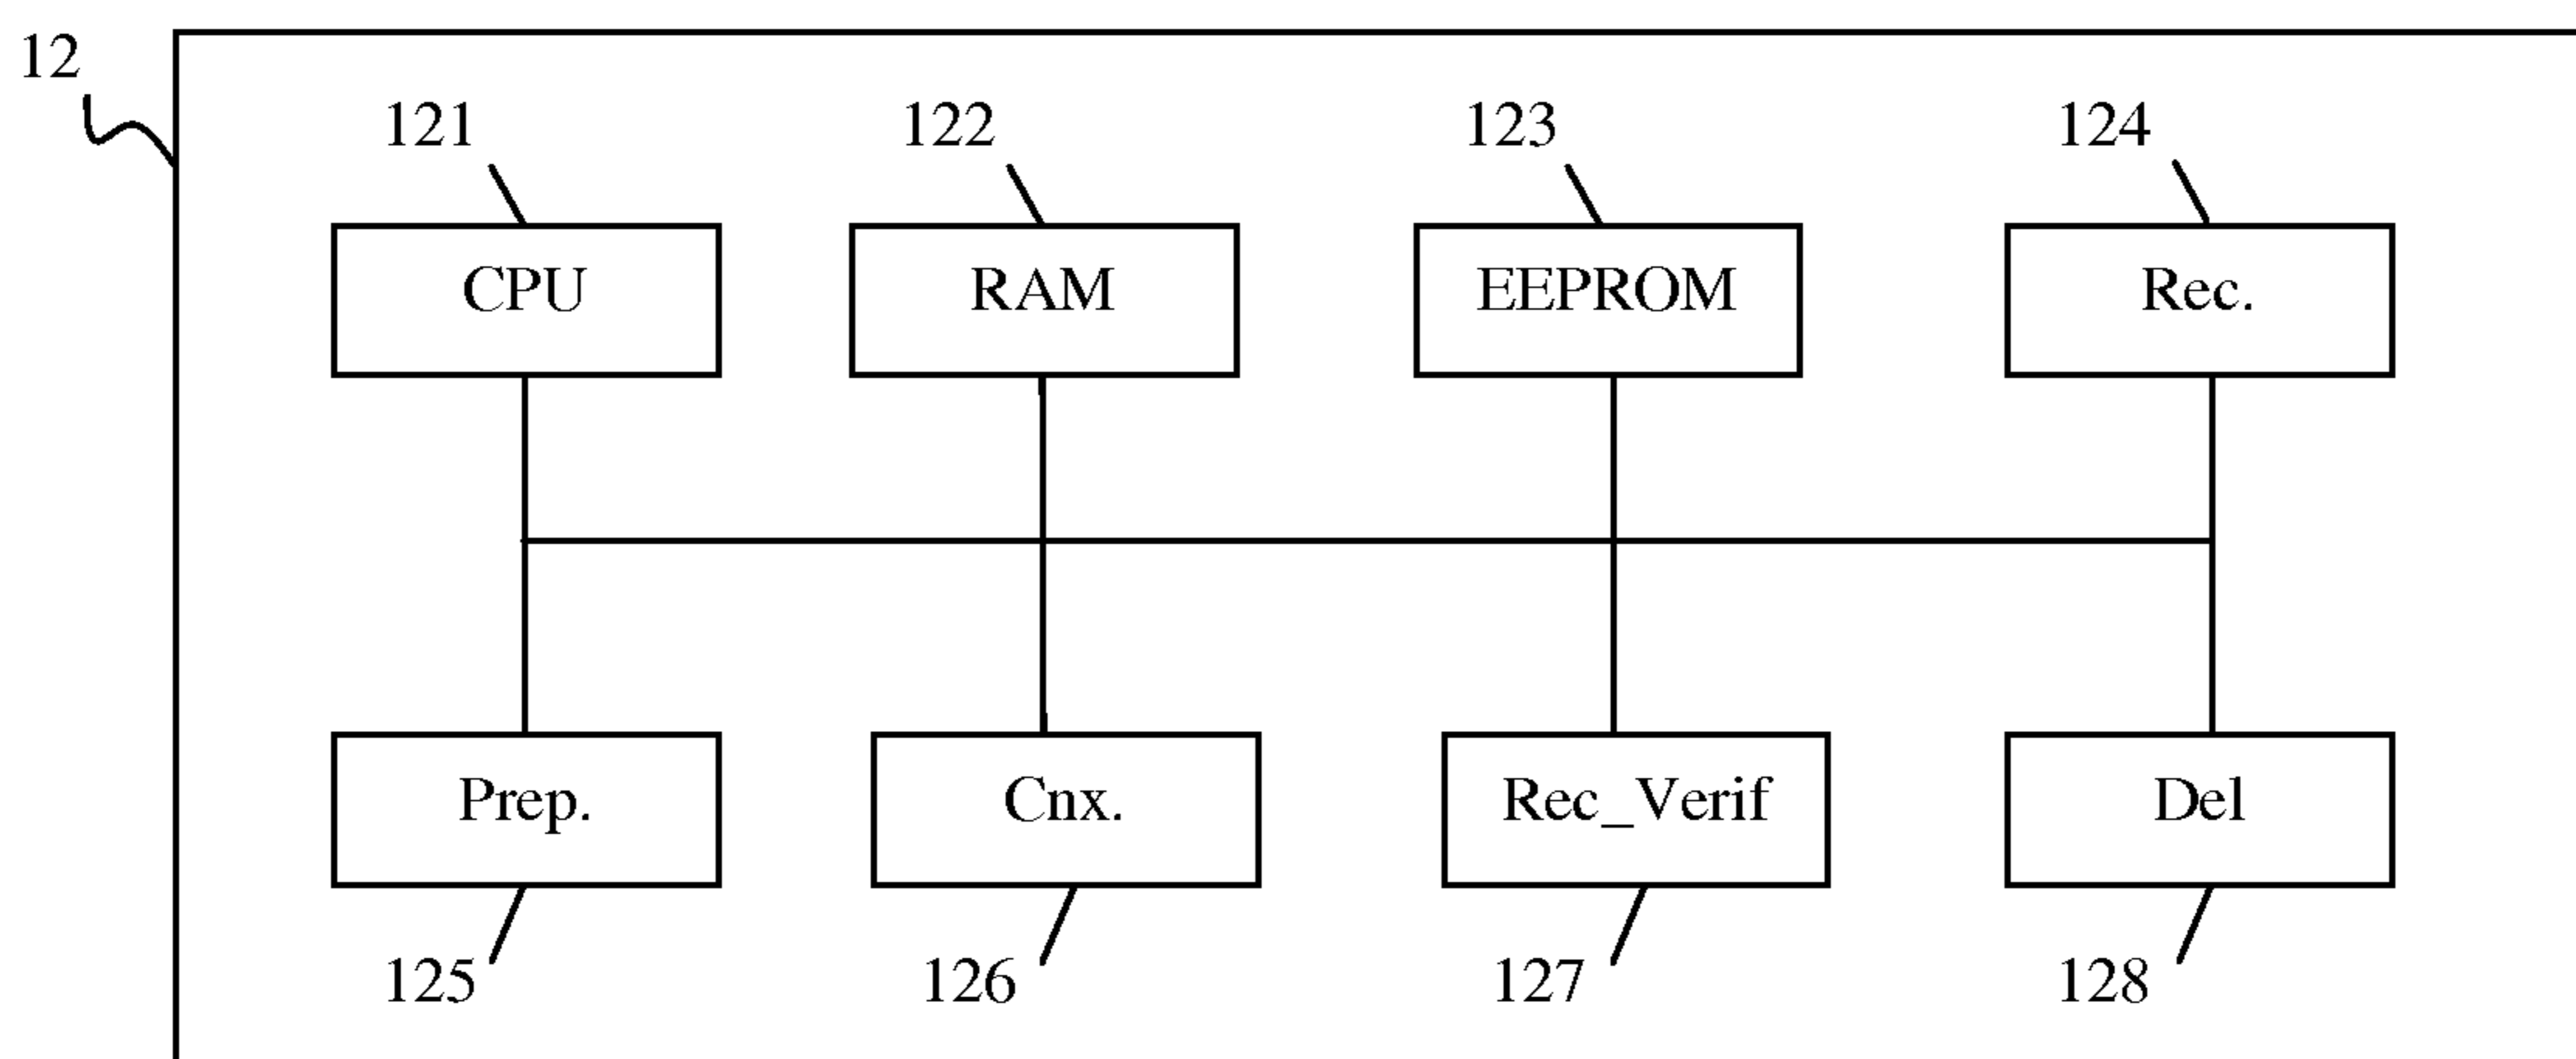 12
121 122 123 124
CPU RAM EEPROM Rec.
Prep. Cnx. Rec_Verif Del
125 126 127 128